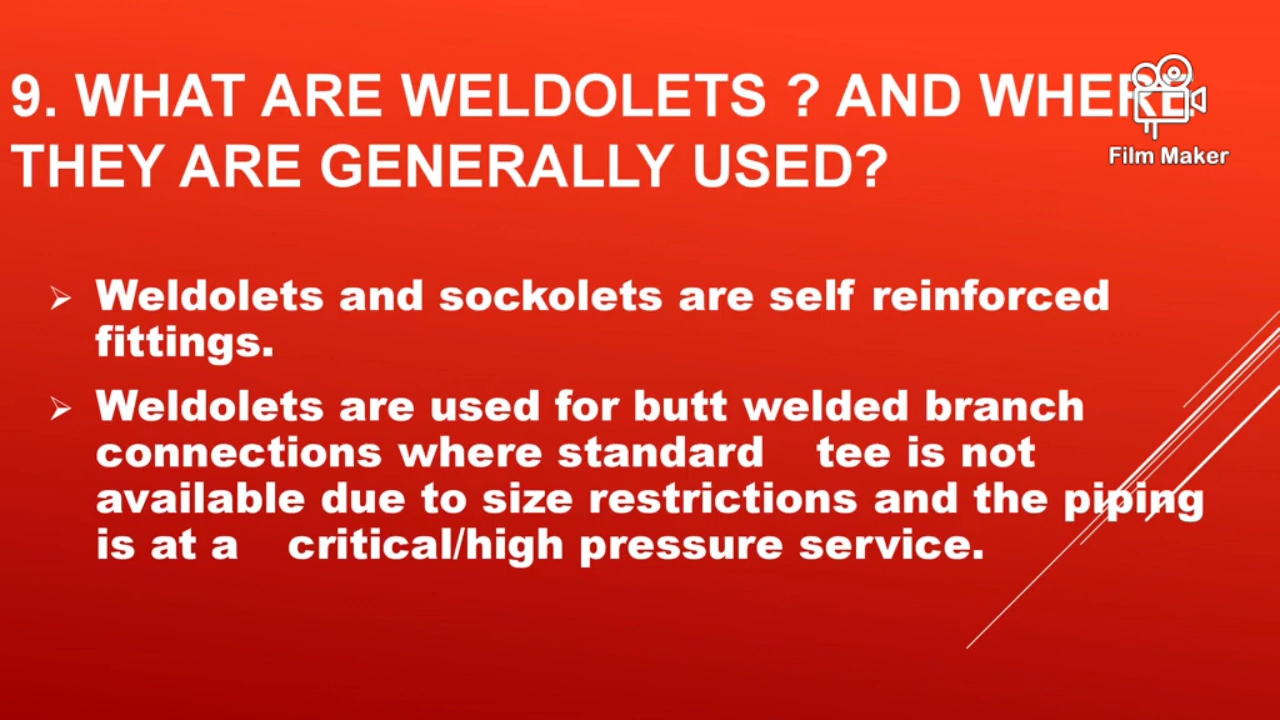 9. WHAT ARE WELDOLETS ? AND WHERE
THEY ARE GENERALLY USED?
Film Maker
➢ Weldolets and sockolets are self reinforced
fittings.
➢ Weldolets are used for butt welded branch
connections where standard tee is not
available due to size restrictions and the piping
is at a critical/high pressure service.